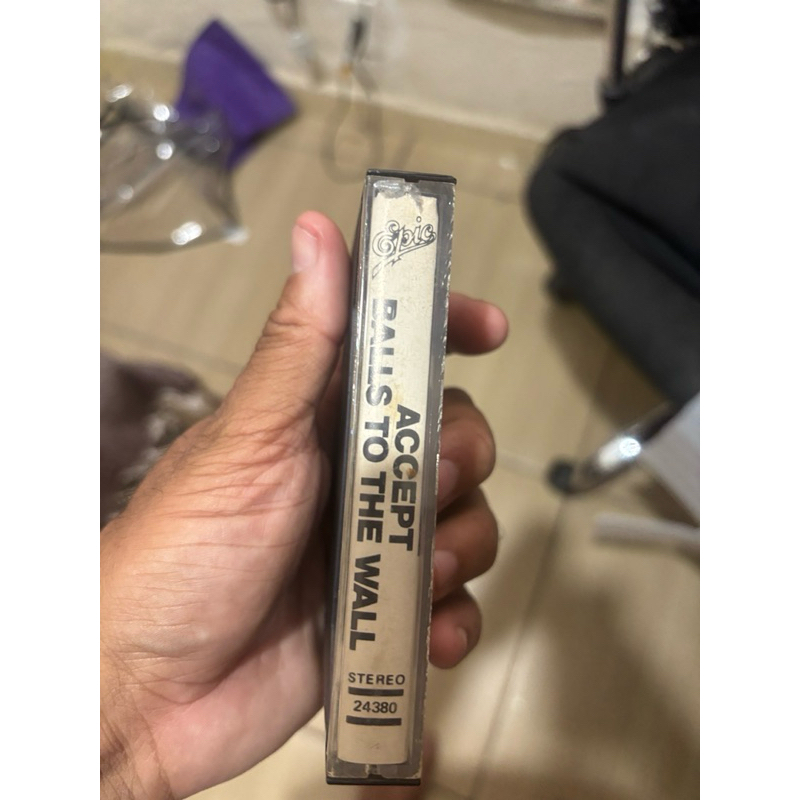 Epic
ACCEPT
BALLS TO THE WALL
STEREO
24380